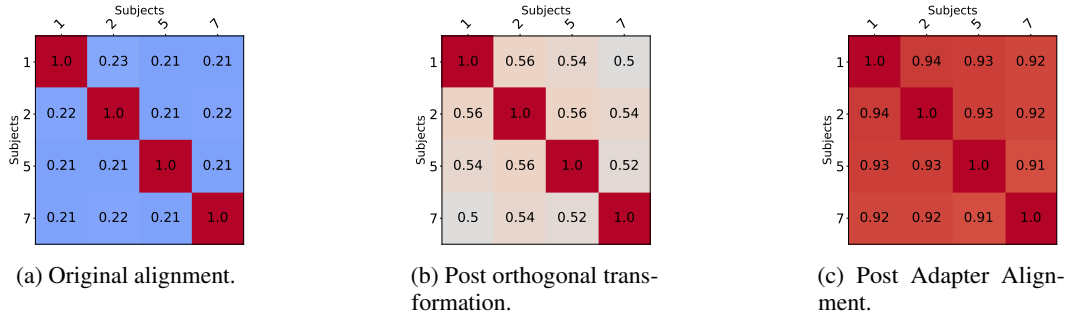 Subjects
1 2 5 7
Subjects
1 1.0 0.23 0.21 0.21
2 0.22 1.0 0.21 0.22
5 0.21 0.21 1.0 0.21
7 0.21 0.22 0.21 1.0
(a) Original alignment.
Subjects
1 2 5 7
Subjects
1 1.0 0.56 0.54 0.5
2 0.56 1.0 0.56 0.54
5 0.54 0.56 1.0 0.52
7 0.5 0.54 0.52 1.0
(b) Post orthogonal trans-
formation.
Subjects
1 2 5 7
Subjects
1 1.0 0.94 0.93 0.92
2 0.94 1.0 0.93 0.92
5 0.93 0.93 1.0 0.91
7 0.92 0.92 0.91 1.0
(c) Post Adapter Align-
ment.